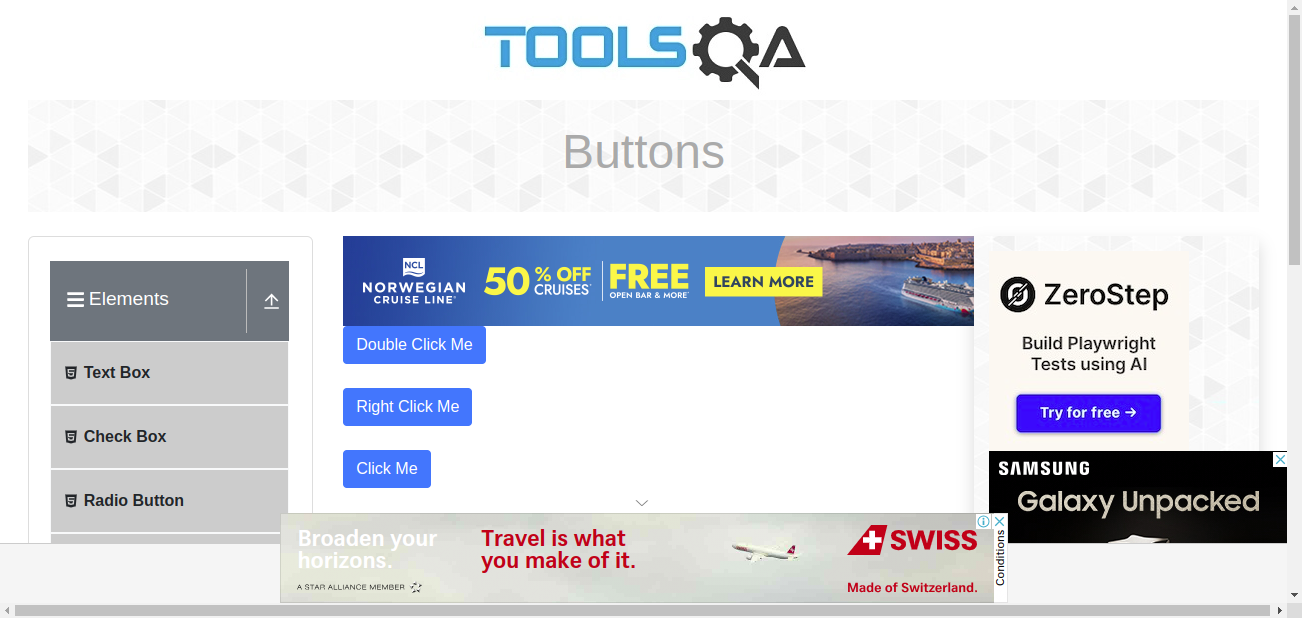 TOOLSQA
Buttons
Elements
Text Box
Check Box
Radio Button
NCL
NORWEGIAN
CRUISE LINE®
50% OFF
CRUISES
FREE
OPEN BAR & MORE
LEARN MORE
Double Click Me
Right Click Me
Click Me
ZeroStep
Build Playwright
Tests using AI
Try for free →
SAMSUNG
Galaxy Unpacked
Broaden your
horizons.
A STAR ALLIANCE MEMBER
Travel is what
you make of it.
SWISS
Made of Switzerland.
Conditions